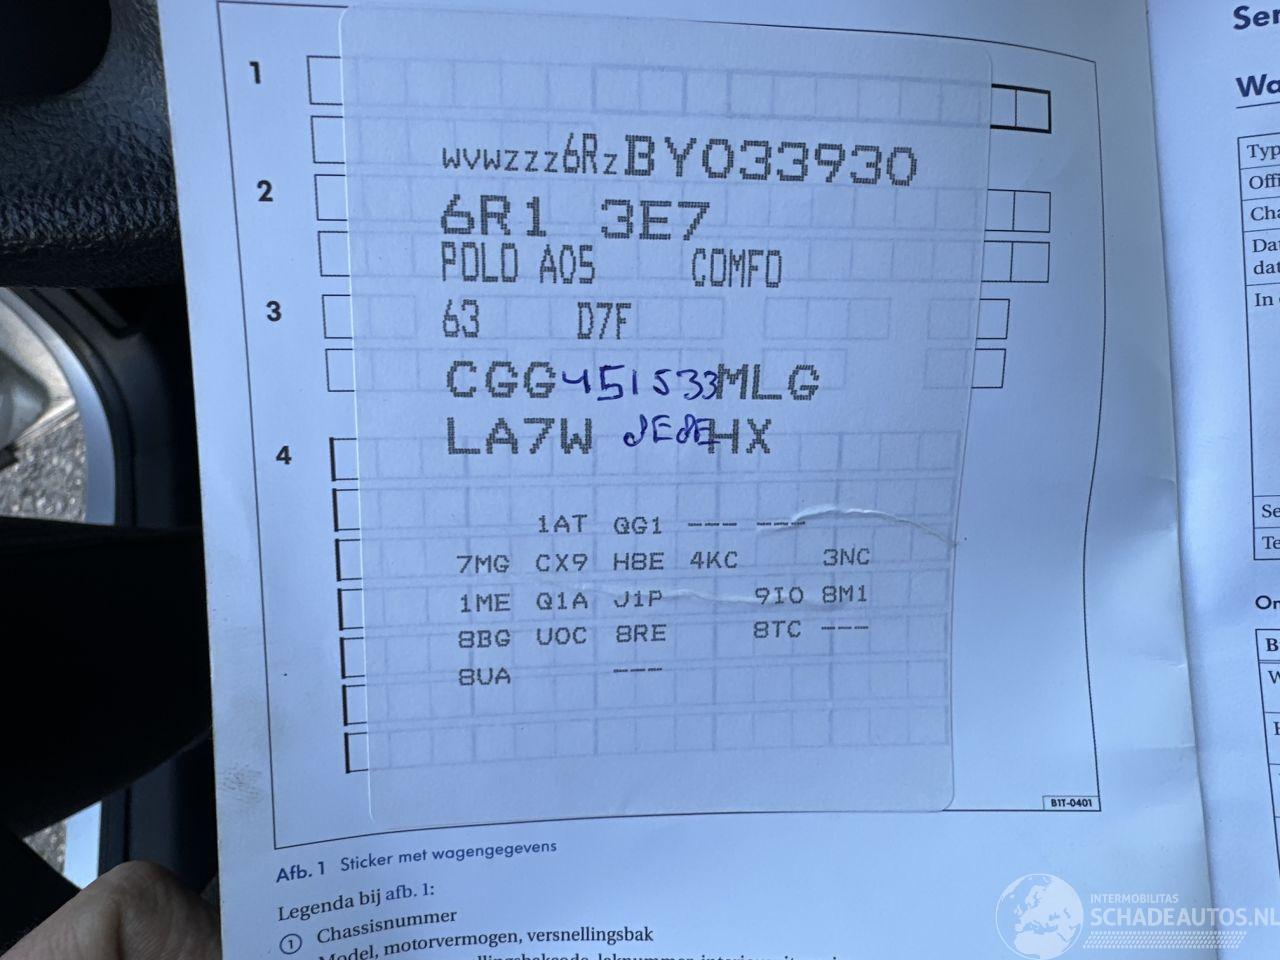 1
WVWZZZ6RZBY033930
2
6R1 3E7
POLO A05 COMFO
3
63 D7F
CGG 451533 MLG
LA7W HX
4
1AT QG1 --- ---
7MG CX9 H8E 4KC 3NC
1ME Q1A J1P 9IO 8M1
8BG UOC 8RE 8TC ---
8UA ---
B1T-0401
Afb. 1 Sticker met wagengegevens
Legenda bij afb. 1:
① Chassisnummer
Model, motorvermogen, versnellingsbak
Ser
Wa
Typ
Offi
Cha
Dat
dat
In
Se
Te
On
B
INTERMOBILITAS
SCHADEAUTOS.NL